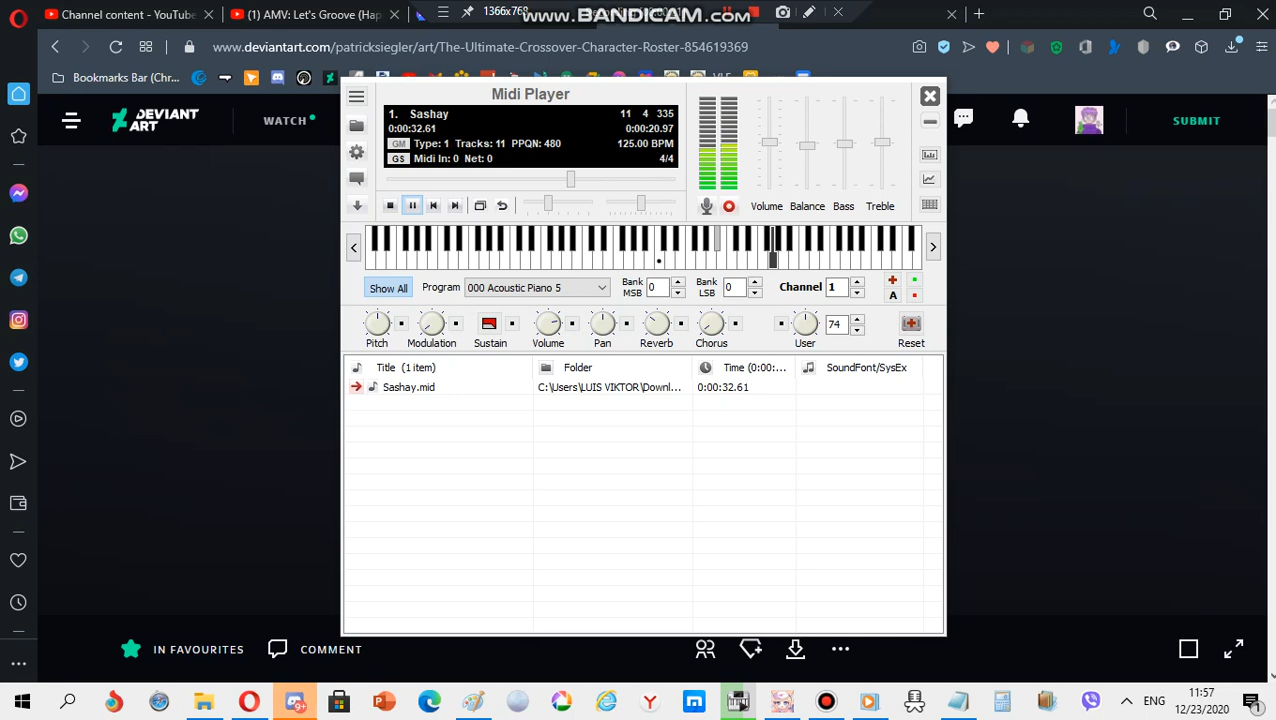 Channel content - YouTube
(1) AMV: Let's Groove (Hap
1366x768
www.BANDICAM.com
www.deviantart.com/patricksiegler/art/The-Ultimate-Crossover-Character-Roster-854619369
Bookmarks Bar (Chr...
DEVIANT ART
WATCH
SUBMIT
Midi Player
1. Sashay 11 4 335
0:00:32.61 0:00:20.97
GM Type: 1 Tracks: 11 PPQN: 480 125.00 BPM
GS Midi In: 0 Net: 0 4/4
Volume Balance Bass Treble
Show All Program 000 Acoustic Piano 5 Bank MSB 0 Bank LSB 0 Channel 1 A
74
Pitch Modulation Sustain Volume Pan Reverb Chorus User Reset
Title (1 item) Folder Time (0:00:... SoundFont/SysEx
Sashay.mid C:\Users\LUIS VIKTOR\Downl... 0:00:32.61
IN FAVOURITES COMMENT
9+
ENG
11:57
12/23/2020
1